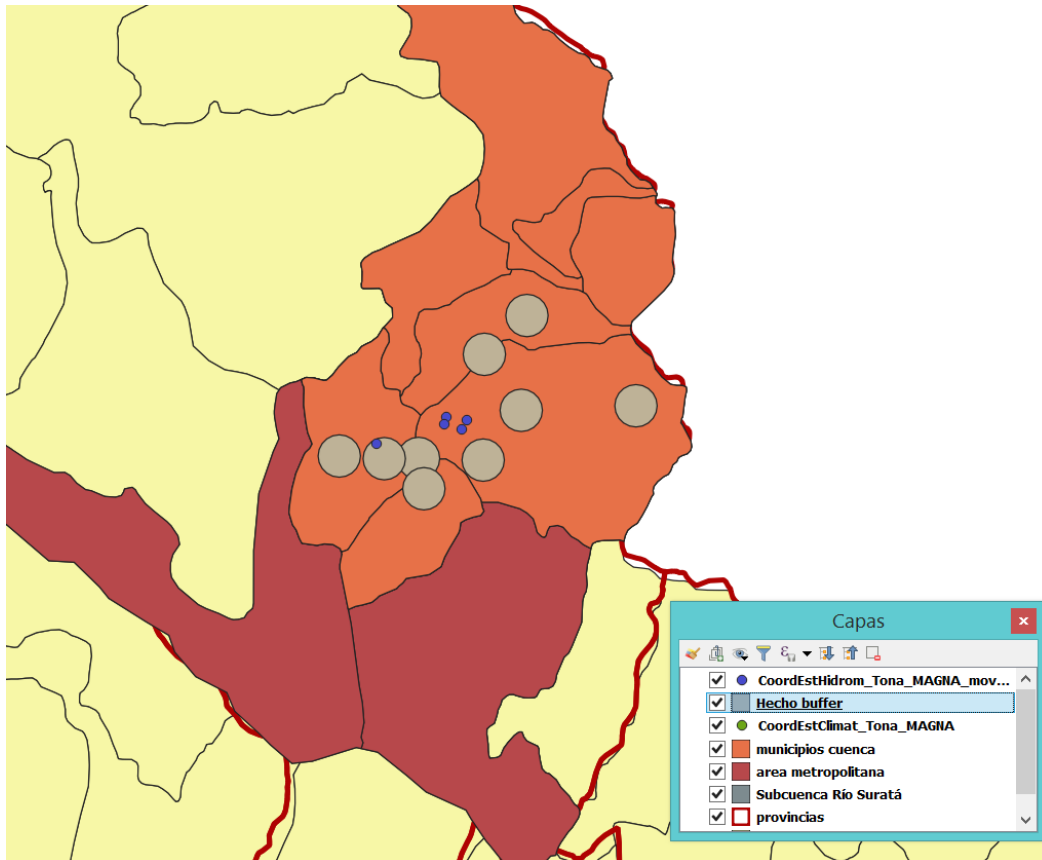 Capas
CoordEstHidrom_Tona_MAGNA_mov...
Hecho buffer
CoordEstClimat_Tona_MAGNA
municipios cuenca
area metropolitana
Subcuenca Río Suratá
provincias